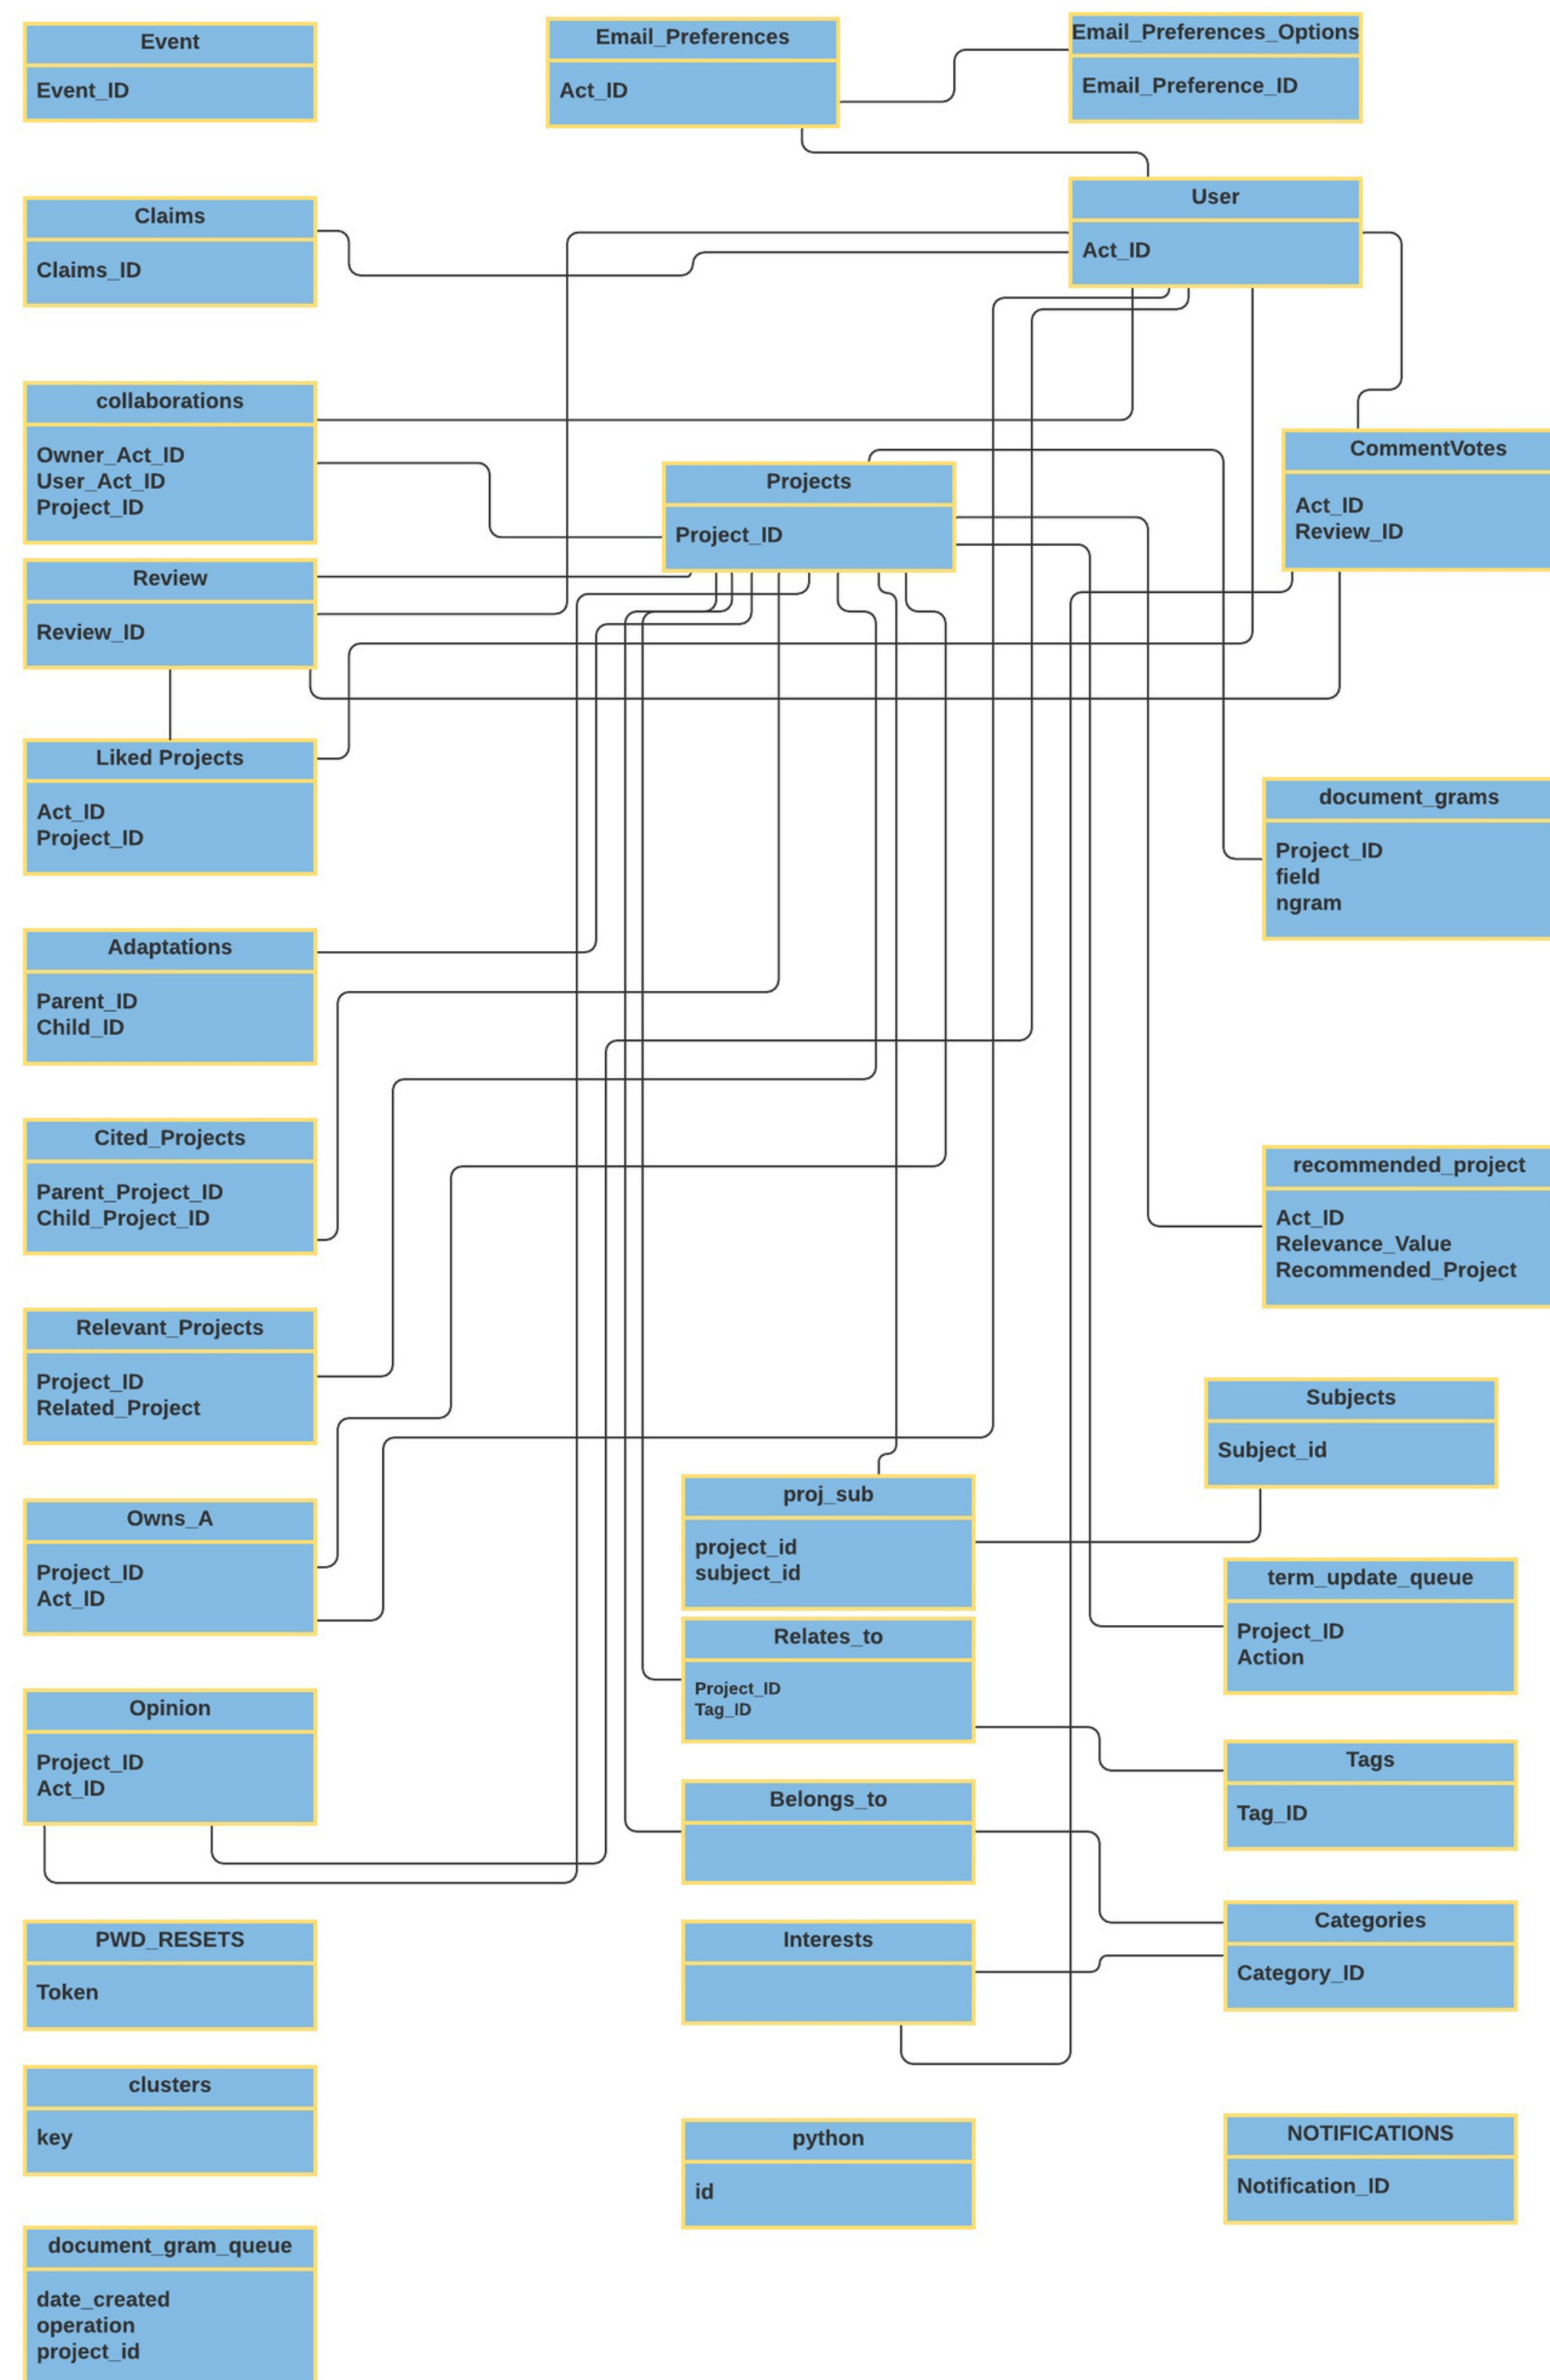 Event
Event_ID
Email_Preferences
Act_ID
Email_Preferences_Options
Email_Preference_ID
Claims
Claims_ID
User
Act_ID
collaborations
Owner_Act_ID
User_Act_ID
Project_ID
Projects
Project_ID
CommentVotes
Act_ID
Review_ID
Review
Review_ID
Liked Projects
Act_ID
Project_ID
document_grams
Project_ID
field
ngram
Adaptations
Parent_ID
Child_ID
Cited_Projects
Parent_Project_ID
Child_Project_ID
recommended_project
Act_ID
Relevance_Value
Recommended_Project
Relevant_Projects
Project_ID
Related_Project
Subjects
Subject_id
Owns_A
Project_ID
Act_ID
proj_sub
project_id
subject_id
term_update_queue
Project_ID
Action
Relates_to
Project_ID
Tag_ID
Opinion
Project_ID
Act_ID
Tags
Tag_ID
Belongs_to
Categories
Category_ID
PWD_RESETS
Token
Interests
clusters
key
python
id
NOTIFICATIONS
Notification_ID
document_gram_queue
date_created
operation
project_id